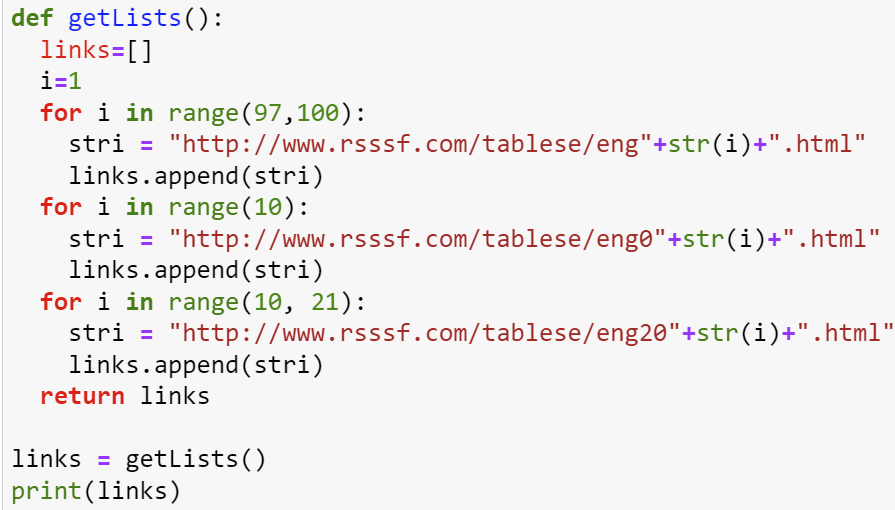 def getLists():
  links=[]
  i=1
  for i in range(97,100):
    stri = "http://www.rsssf.com/tablese/eng"+str(i)+".html"
    links.append(stri)
  for i in range(10):
    stri = "http://www.rsssf.com/tablese/eng0"+str(i)+".html"
    links.append(stri)
  for i in range(10, 21):
    stri = "http://www.rsssf.com/tablese/eng20"+str(i)+".html"
    links.append(stri)
  return links

links = getLists()
print(links)